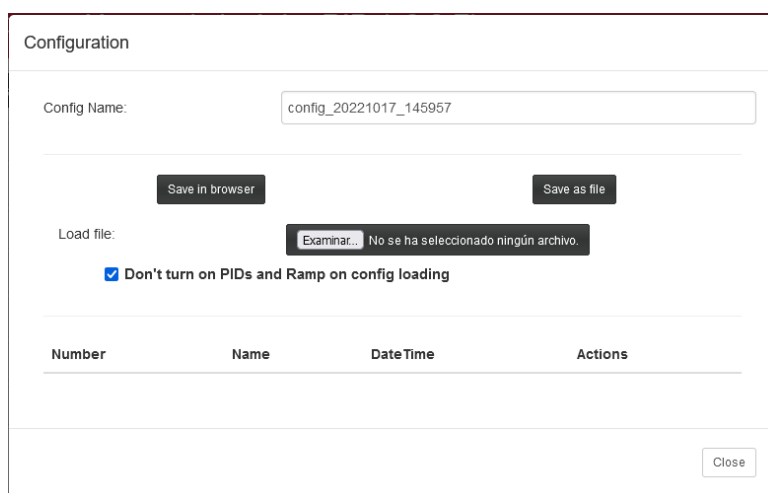 Configuration
Config Name: config_20221017_145957
Save in browser Save as file
Load file: Examinar... No se ha seleccionado ningún archivo.
Don't turn on PIDs and Ramp on config loading
Number Name DateTime Actions
Close